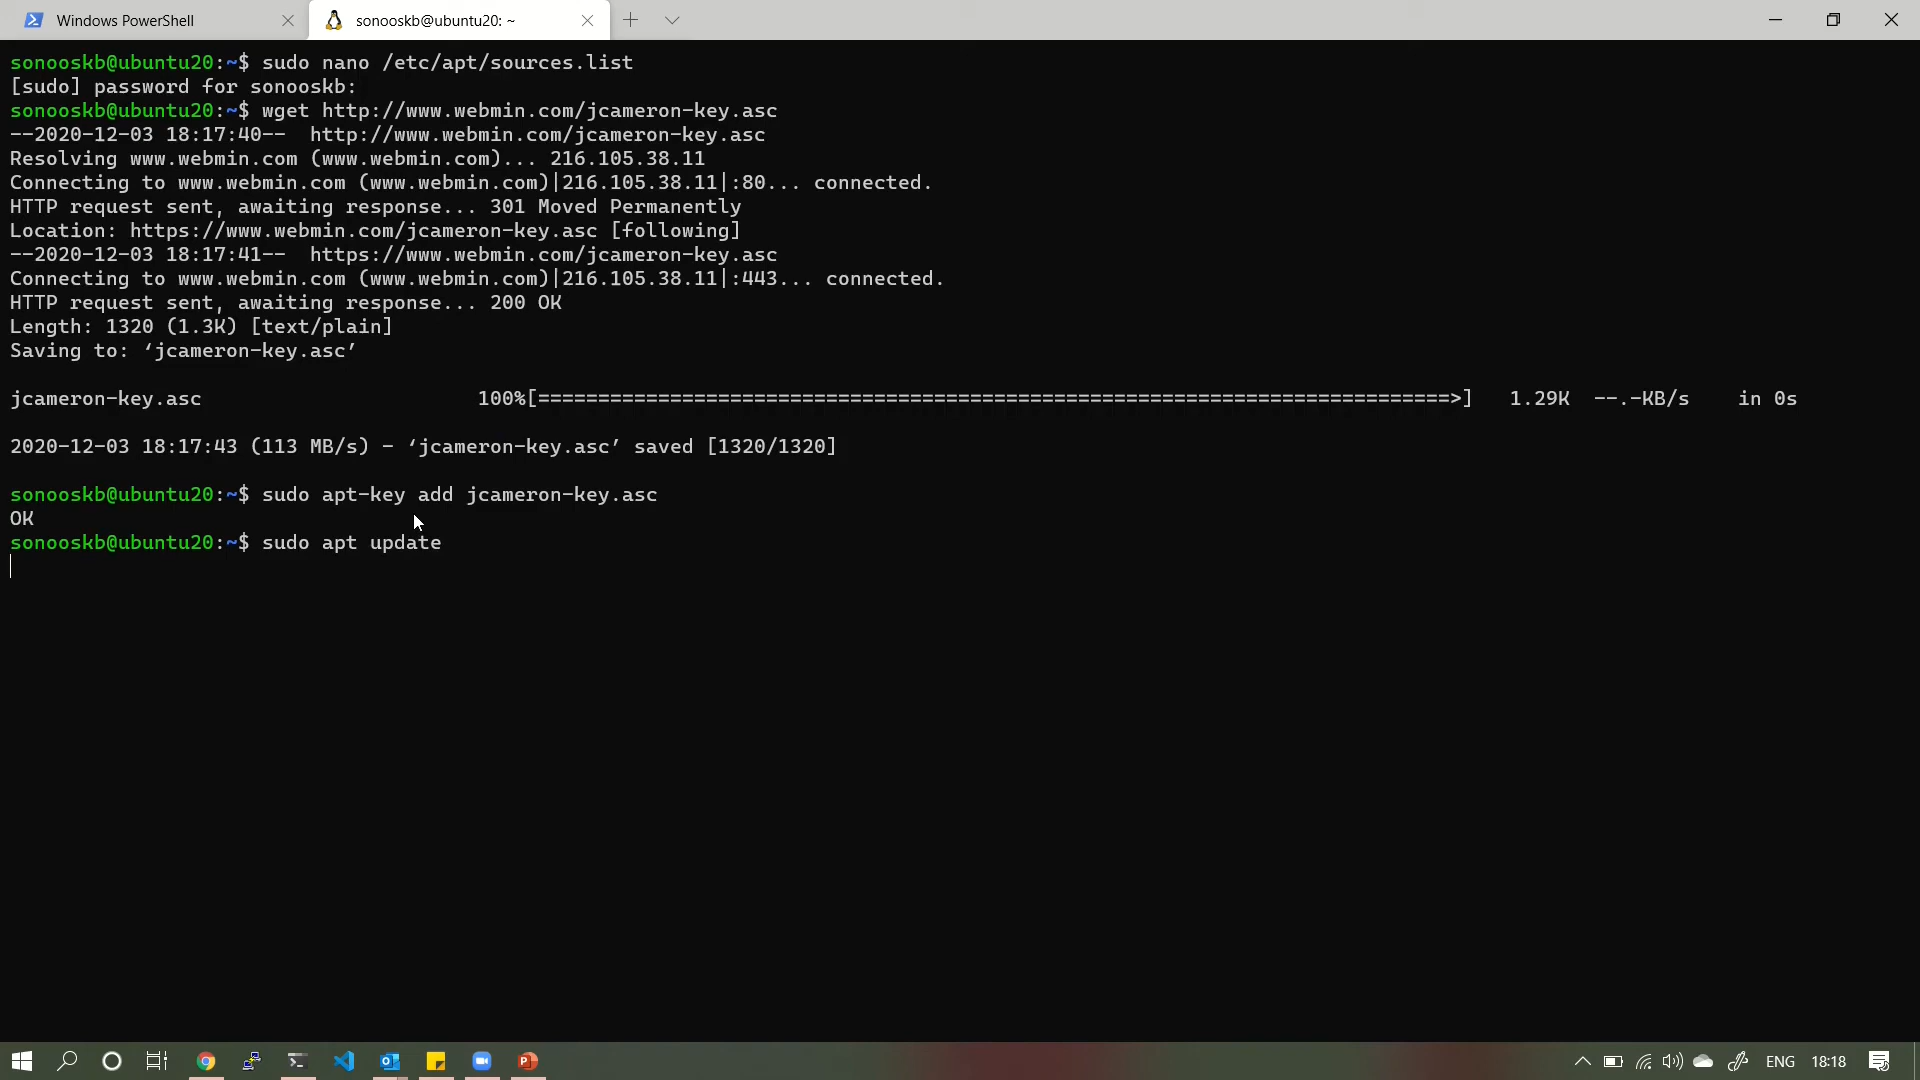 Windows PowerShell
sonooskb@ubuntu20: ~
sonooskb@ubuntu20:~$ sudo nano /etc/apt/sources.list
[sudo] password for sonooskb:
sonooskb@ubuntu20:~$ wget http://www.webmin.com/jcameron-key.asc
--2020-12-03 18:17:40--  http://www.webmin.com/jcameron-key.asc
Resolving www.webmin.com (www.webmin.com)... 216.105.38.11
Connecting to www.webmin.com (www.webmin.com)|216.105.38.11|:80... connected.
HTTP request sent, awaiting response... 301 Moved Permanently
Location: https://www.webmin.com/jcameron-key.asc [following]
--2020-12-03 18:17:41--  https://www.webmin.com/jcameron-key.asc
Connecting to www.webmin.com (www.webmin.com)|216.105.38.11|:443... connected.
HTTP request sent, awaiting response... 200 OK
Length: 1320 (1.3K) [text/plain]
Saving to: ‘jcameron-key.asc’
jcameron-key.asc 100%[============================================================================>] 1.29K --.-KB/s in 0s
2020-12-03 18:17:43 (113 MB/s) - ‘jcameron-key.asc’ saved [1320/1320]
sonooskb@ubuntu20:~$ sudo apt-key add jcameron-key.asc
OK
sonooskb@ubuntu20:~$ sudo apt update
ENG 18:18